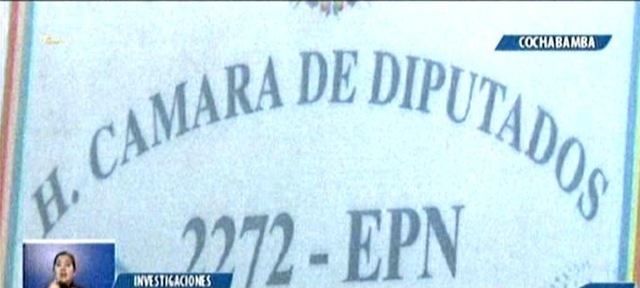 COCHABAMBA
H. CAMARA DE DIPUTADOS
2272 - EPN
INVESTIGACIONES